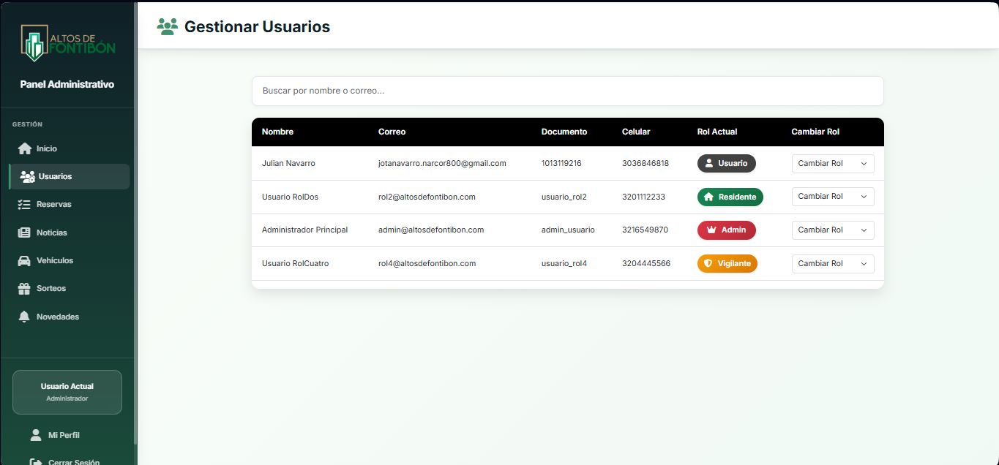 ALTOS DE
FONTIBÓN
Panel Administrativo
GESTIÓN
Inicio
Usuarios
Reservas
Noticias
Vehículos
Sorteos
Novedades
Usuario Actual
Administrador
Mi Perfil
Cerrar Sesión
Gestionar Usuarios
Buscar por nombre o correo...
Nombre Correo Documento Celular Rol Actual Cambiar Rol
Julian Navarro jotanavarro.narcor800@gmail.com 1013119216 3036846818 Usuario Cambiar Rol
Usuario RolDos rol2@altosdefontibon.com usuario_rol2 3201112233 Residente Cambiar Rol
Administrador Principal admin@altosdefontibon.com admin_usuario 3216549870 Admin Cambiar Rol
Usuario RolCuatro rol4@altosdefontibon.com usuario_rol4 3204445566 Vigilante Cambiar Rol